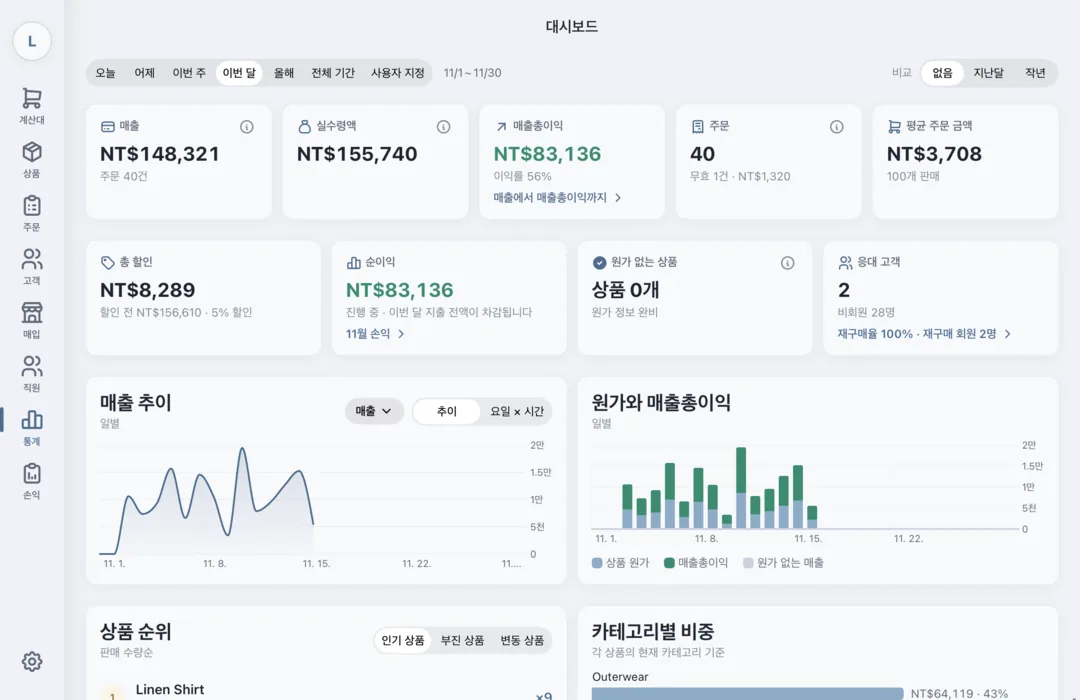 대시보드
L
계산대
상품
주문
고객
매입
직원
통계
손익
오늘 어제 이번 주 이번 달 올해 전체 기간 사용자 지정 11/1 ~ 11/30
비교 없음 지난달 작년
매출
NT$148,321
주문 40건
실수령액
NT$155,740
매출총이익
NT$83,136
이익률 56%
매출에서 매출총이익까지
주문
40
무효 1건 · NT$1,320
평균 주문 금액
NT$3,708
100개 판매
총 할인
NT$8,289
할인 전 NT$156,610 · 5% 할인
순이익
NT$83,136
진행 중 · 이번 달 지출 전액이 차감됩니다
11월 손익
원가 없는 상품
상품 0개
원가 정보 완비
응대 고객
2
비회원 28명
재구매율 100% · 재구매 회원 2명
매출 추이
일별
매출
추이 요일 × 시간
2만
1.5만
1만
5천
0
11. 1. 11. 8. 11. 15. 11. 22. 11....
원가와 매출총이익
일별
2만
1.5만
1만
5천
0
11. 1. 11. 8. 11. 15. 11. 22.
상품 원가 매출총이익 원가 없는 매출
상품 순위
판매 수량순
인기 상품 부진 상품 변동 상품
1
Linen Shirt
×9
카테고리별 비중
각 상품의 현재 카테고리 기준
Outerwear
NT$64,119 · 43%